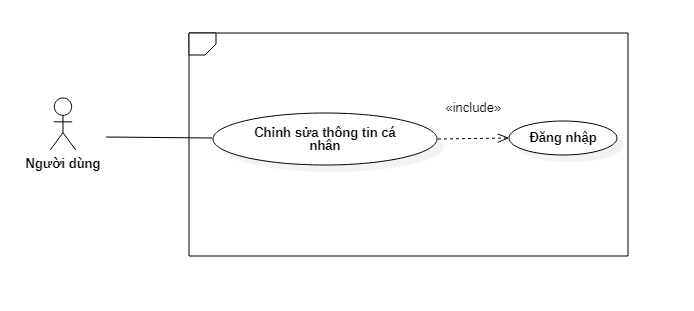 «include»
Chỉnh sửa thông tin cá
nhân
Đăng nhập
Người dùng